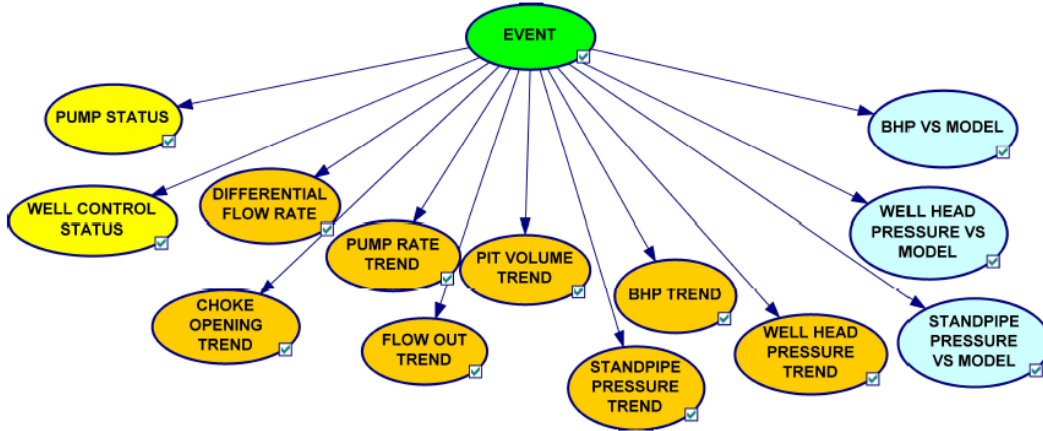 EVENT
PUMP STATUS
BHP VS MODEL
WELL CONTROL
STATUS
DIFFERENTIAL
FLOW RATE
WELL HEAD
PRESSURE VS
MODEL
PUMP RATE
TREND
PIT VOLUME
TREND
BHP TREND
CHOKE
OPENING
TREND
FLOW OUT
TREND
STANDPIPE
PRESSURE
TREND
WELL HEAD
PRESSURE
TREND
STANDPIPE
PRESSURE
VS MODEL